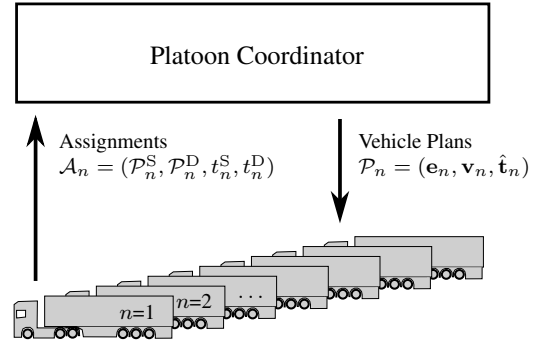 Platoon Coordinator
Assignments
𝒜ₙ = (𝒫ₙˢ, 𝒫ₙᴰ, tₙˢ, tₙᴰ)
Vehicle Plans
𝒫ₙ = (𝐞ₙ, 𝐯ₙ, 𝐭̂ₙ)
n=1
n=2
...